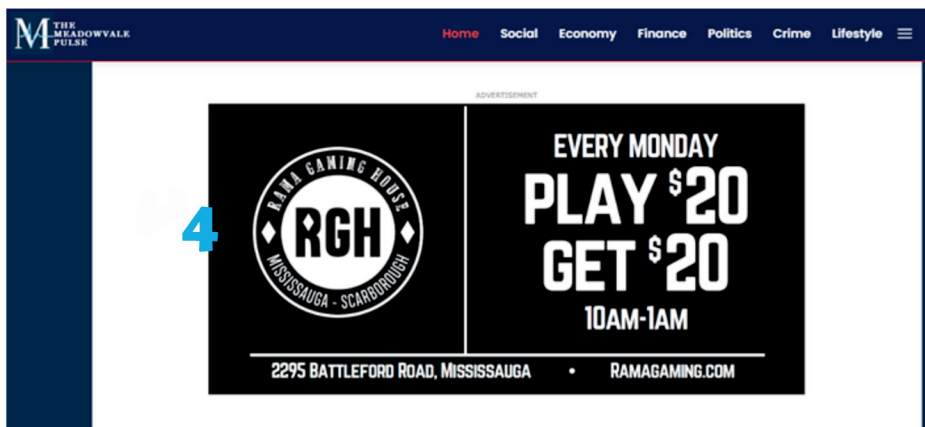 THE
MEADOWVALE
PULSE
Home Social Economy Finance Politics Crime Lifestyle
ADVERTISEMENT
RAMA GAMING HOUSE
RGH
MISSISSAUGA - SCARBOROUGH
EVERY MONDAY
PLAY $20
GET $20
10AM-1AM
4
2295 BATTLEFORD ROAD, MISSISSAUGA • RAMAGAMING.COM